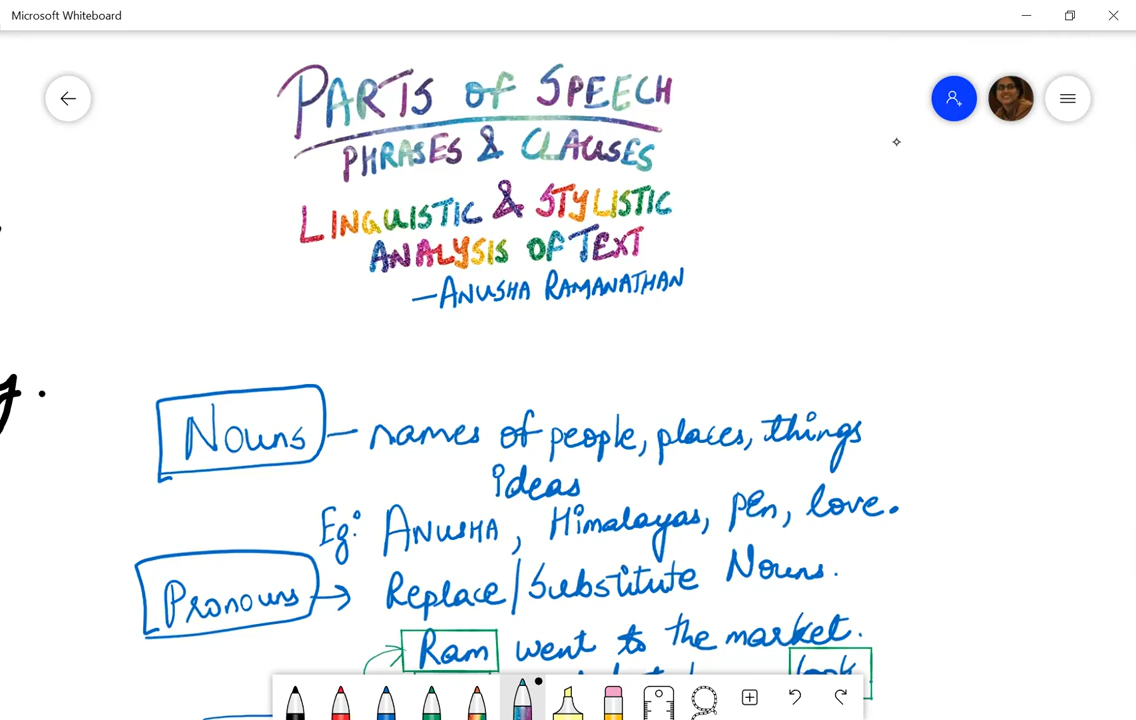 Microsoft Whiteboard
PARTS of SPEECH
PHRASES & CLAUSES
LINGUISTIC & STYLISTIC
ANALYSIS OF TEXT
—ANUSHA RAMANATHAN
y.
Nouns — names of people, places, things
ideas
Eg: ANUSHA, Himalayas, Pen, love.
Pronouns → Replace/Substitute Nouns.
Ram went to the market.